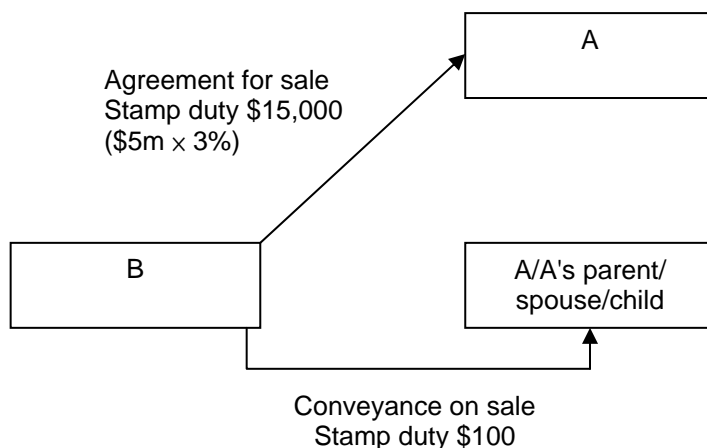 A
Agreement for sale
Stamp duty $15,000
($5m × 3%)
B
A/A's parent/
spouse/child
Conveyance on sale
Stamp duty $100